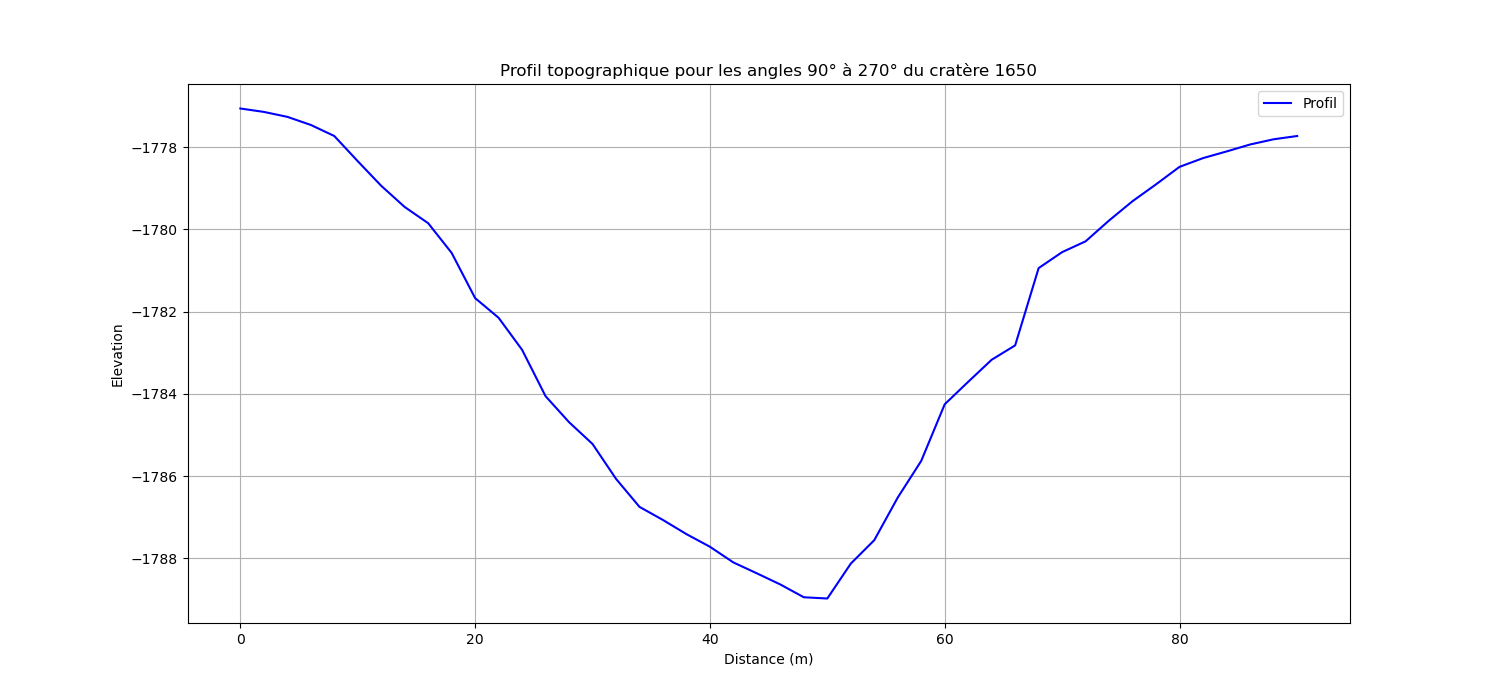 Profil topographique pour les angles 90° à 270° du cratère 1650
Profil
−1778
−1780
−1782
−1784
−1786
−1788
Elevation
0 20 40 60 80
Distance (m)